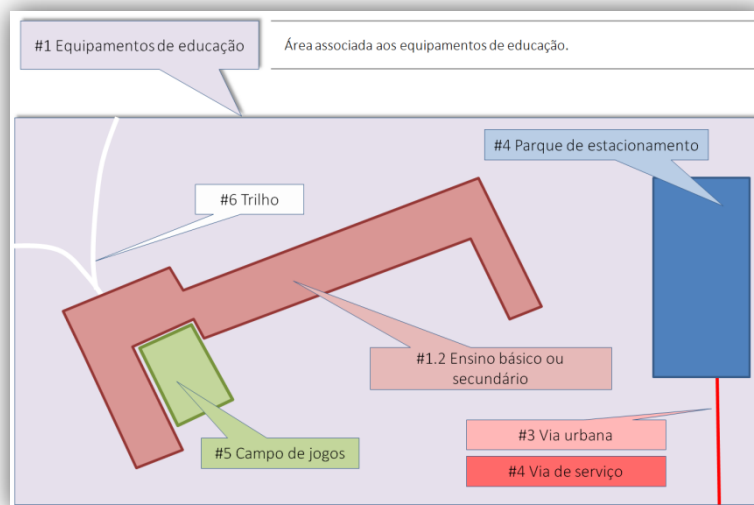 #1 Equipamentos de educação
Área associada aos equipamentos de educação.
#4 Parque de estacionamento
#6 Trilho
#1.2 Ensino básico ou
secundário
#3 Via urbana
#5 Campo de jogos
#4 Via de serviço